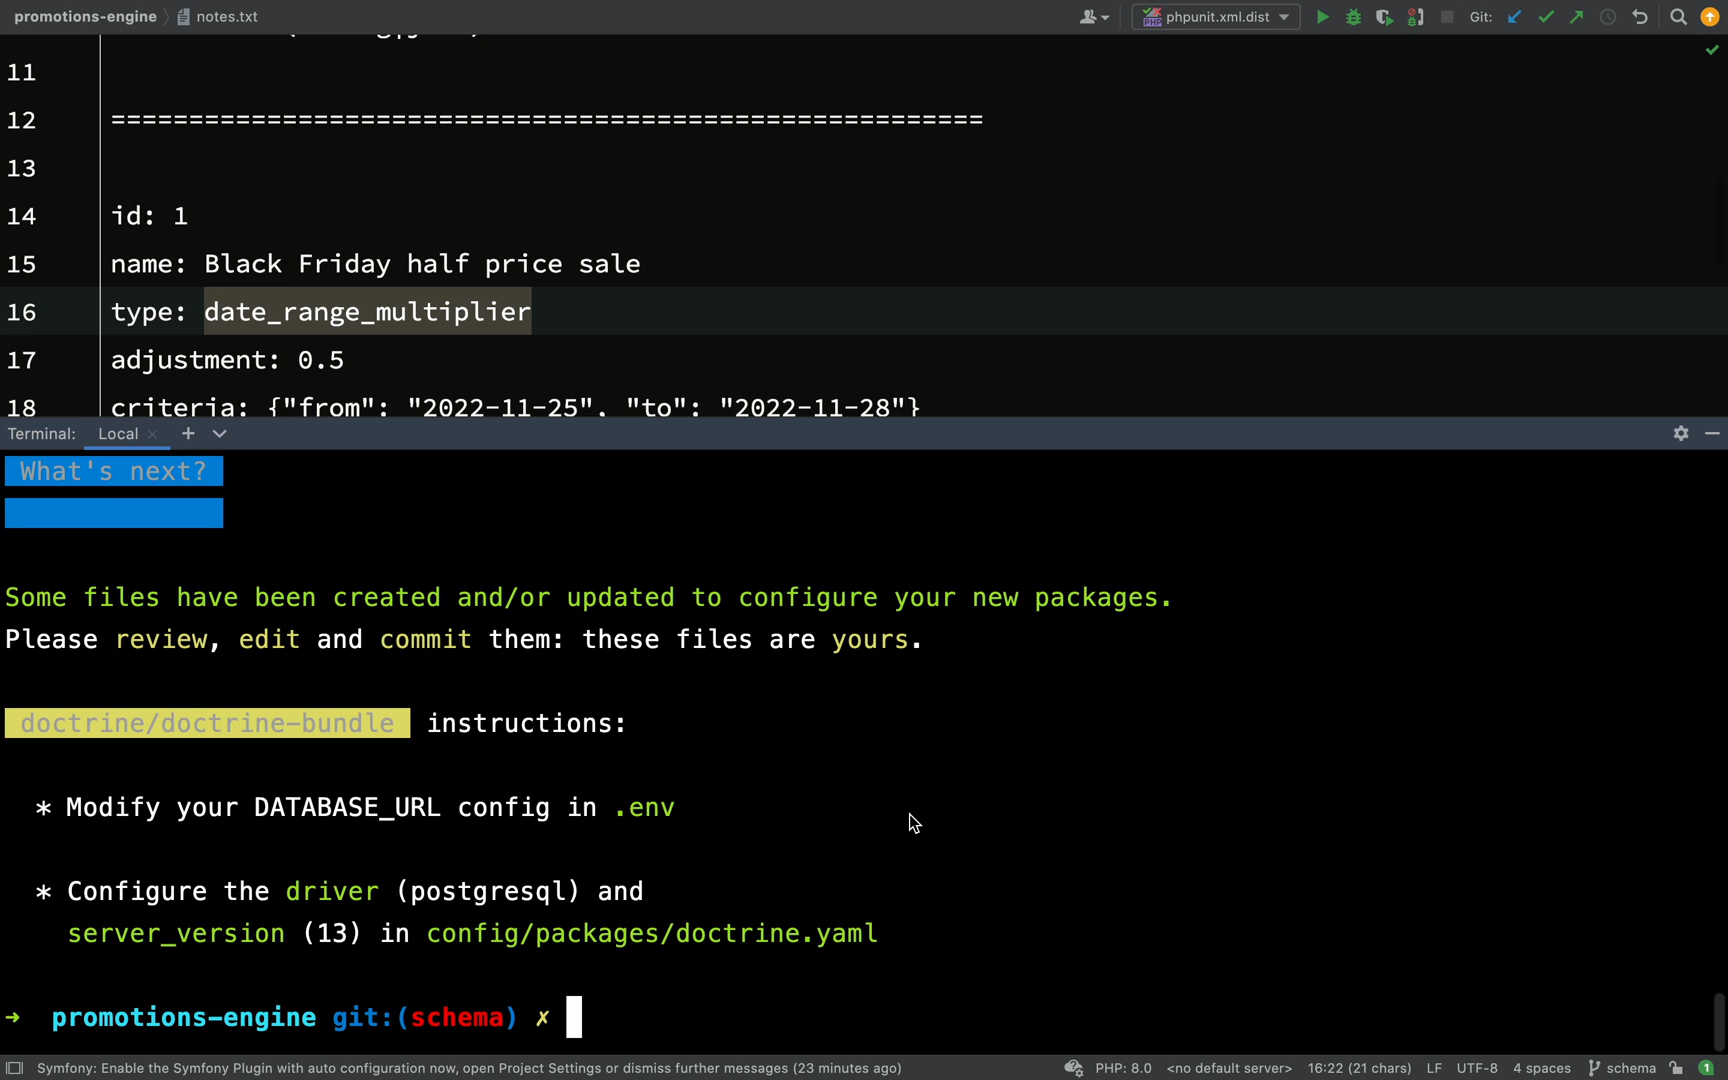 promotions-engine notes.txt phpunit.xml.dist Git:
11
12 ========================================================
13
14 id: 1
15 name: Black Friday half price sale
16 type: date_range_multiplier
17 adjustment: 0.5
18 criteria: {"from": "2022-11-25", "to": "2022-11-28"}
Terminal: Local
What's next?
Some files have been created and/or updated to configure your new packages.
Please review, edit and commit them: these files are yours.
doctrine/doctrine-bundle instructions:
* Modify your DATABASE_URL config in .env
* Configure the driver (postgresql) and
server_version (13) in config/packages/doctrine.yaml
→ promotions-engine git:(schema) ✗
Symfony: Enable the Symfony Plugin with auto configuration now, open Project Settings or dismiss further messages (23 minutes ago) PHP: 8.0 <no default server> 16:22 (21 chars) LF UTF-8 4 spaces schema 1